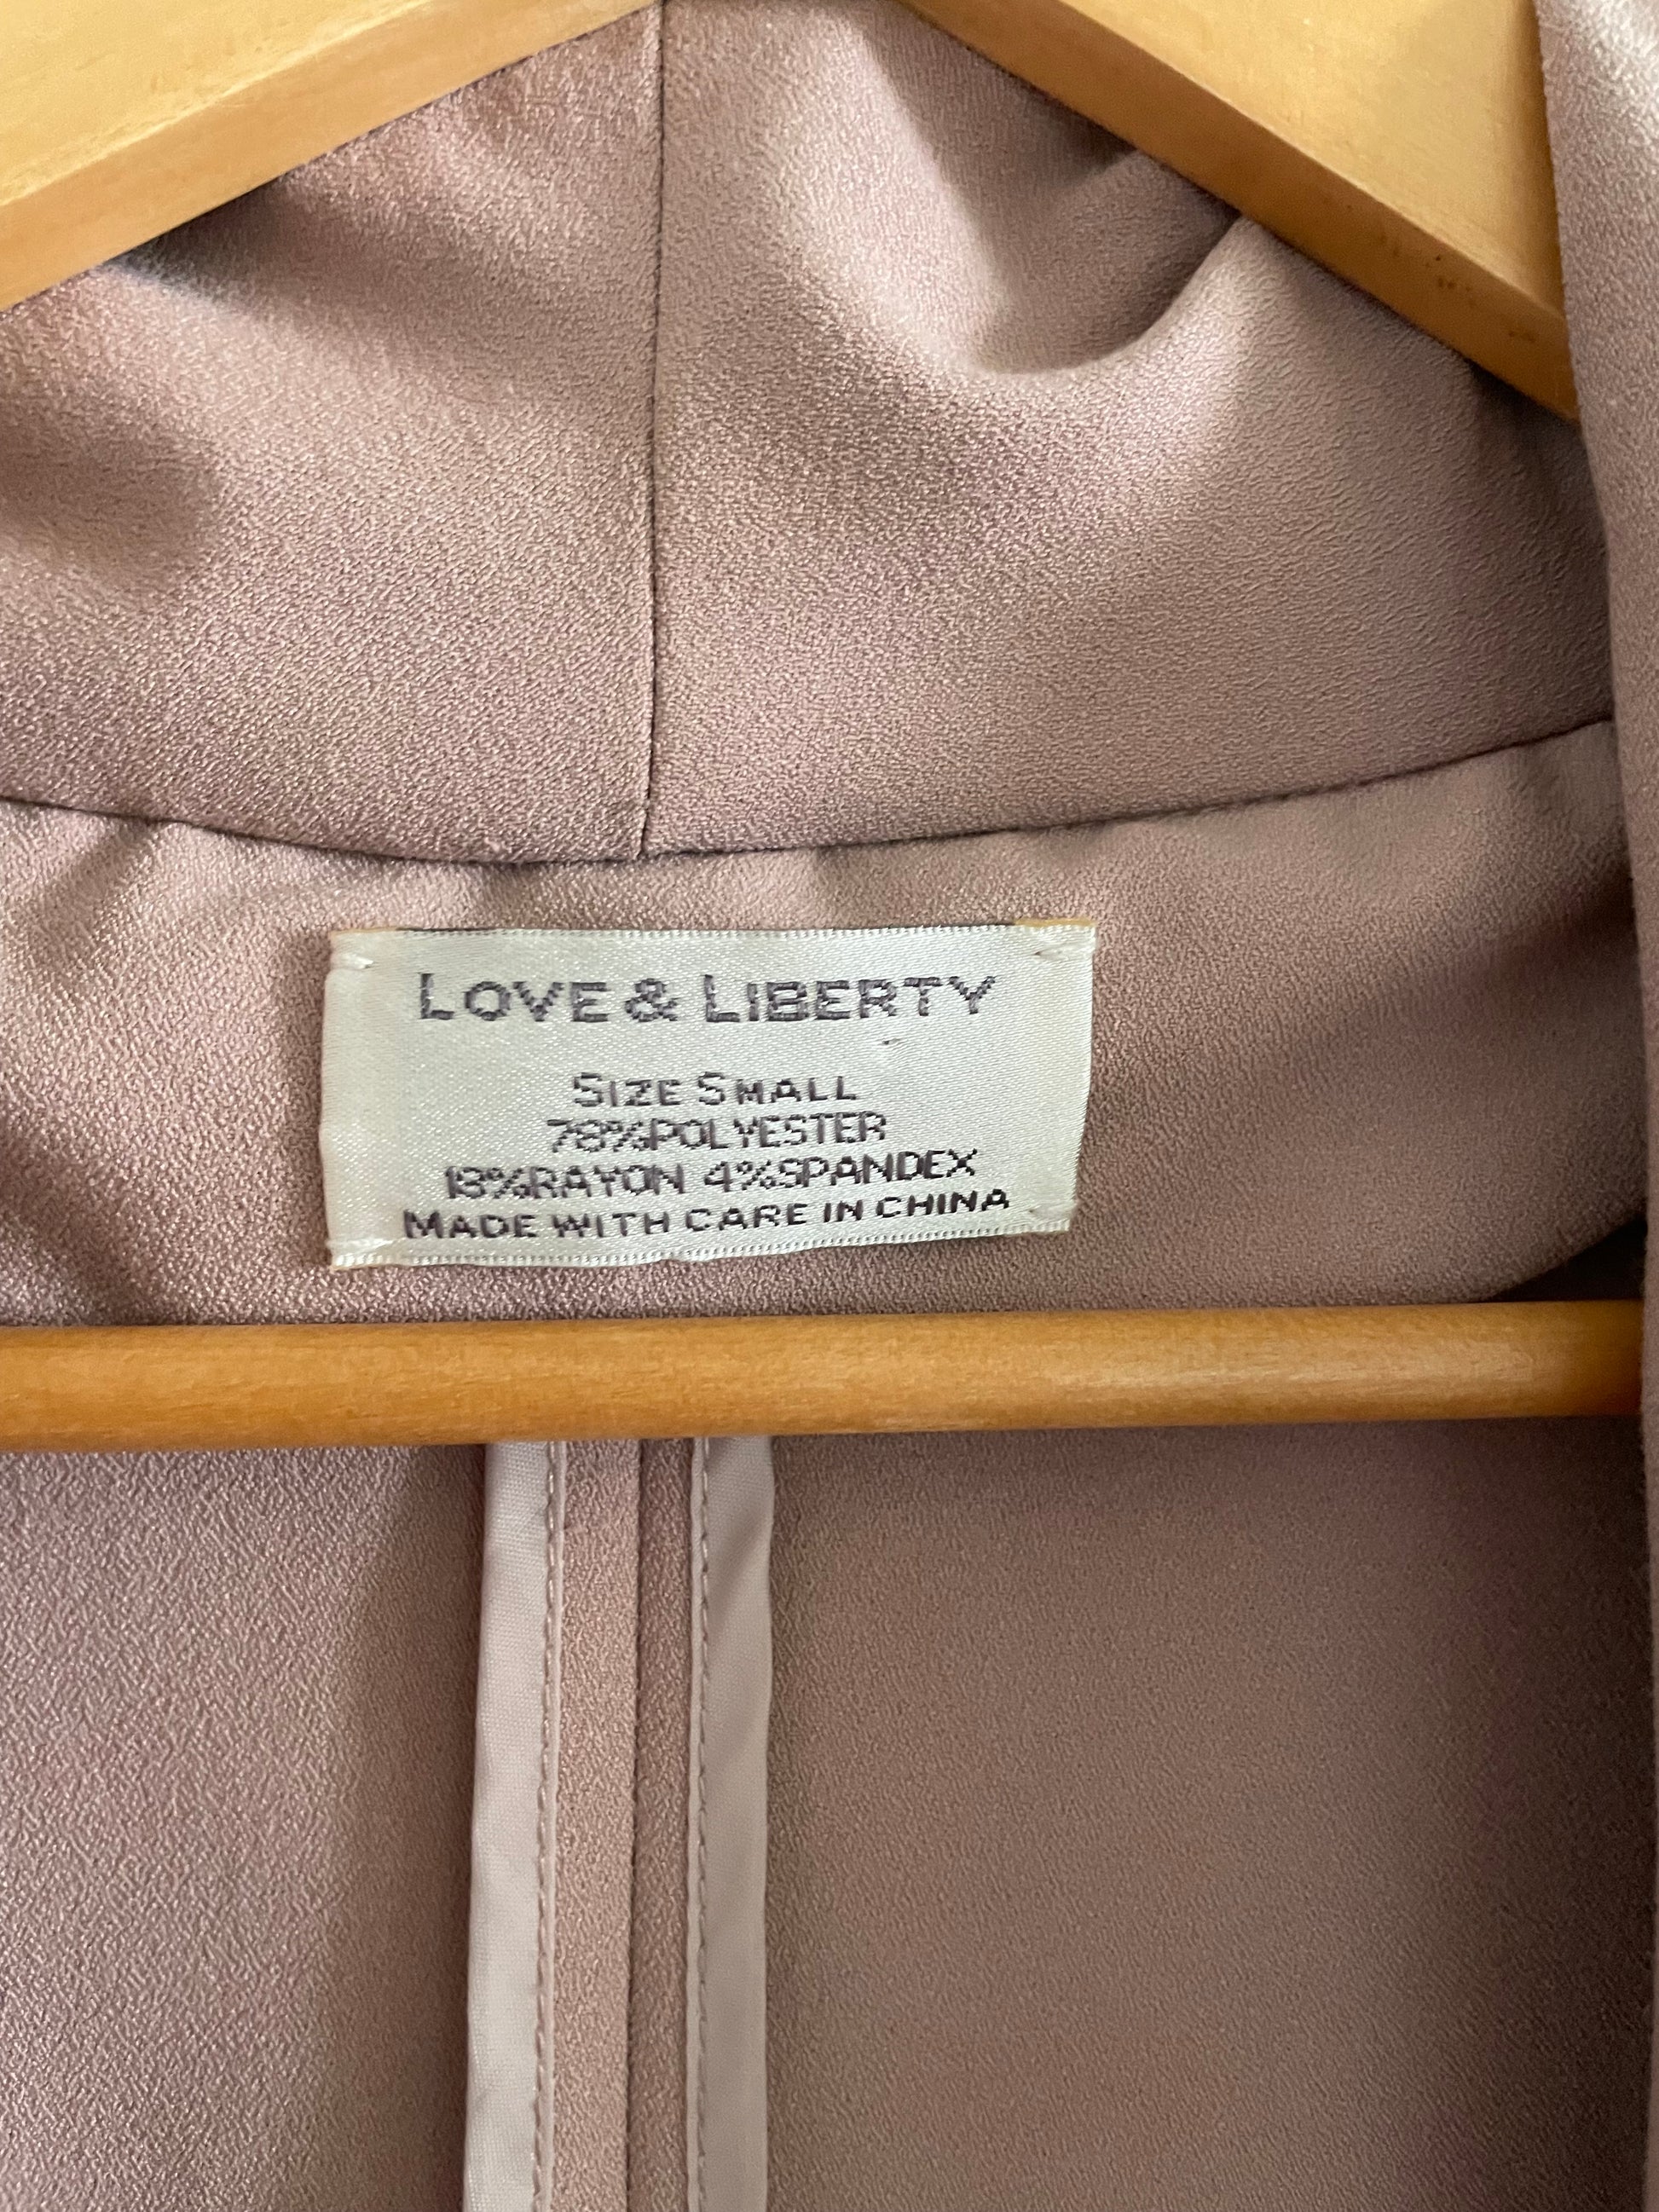 LOVE & LIBERTY
SIZE SMALL
78%POLYESTER
18%RAYON 4%SPANDEX
MADE WITH CARE IN CHINA